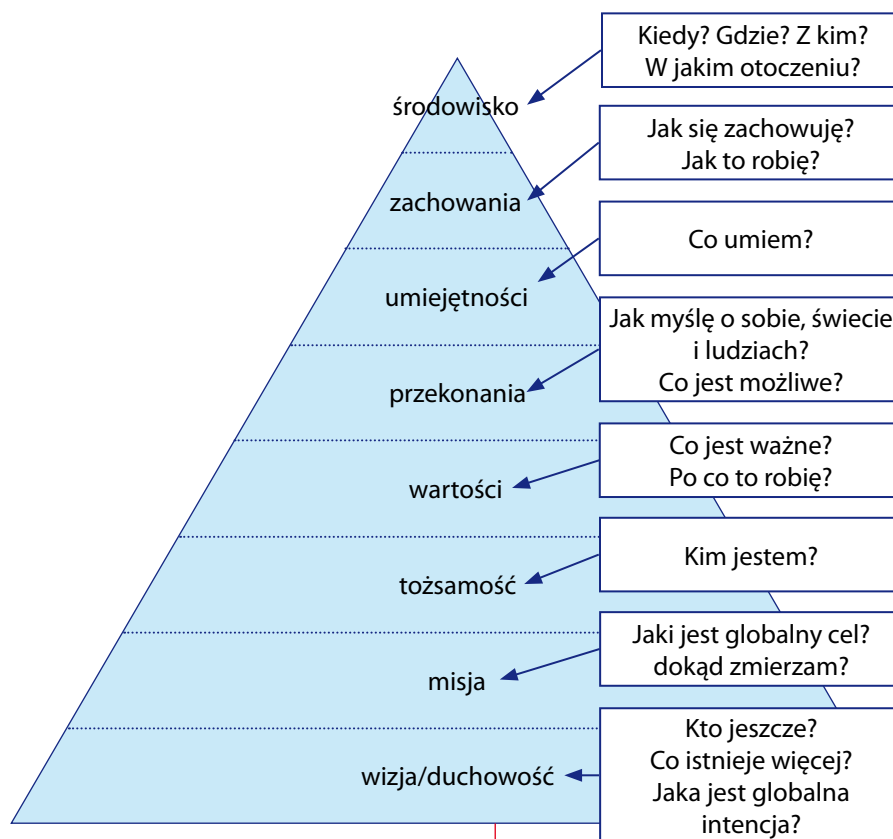 Kiedy? Gdzie? Z kim?
W jakim otoczeniu?
środowisko
Jak się zachowuję?
Jak to robię?
zachowania
Co umiem?
umiejętności
Jak myślę o sobie, świecie
i ludziach?
Co jest możliwe?
przekonania
Co jest ważne?
Po co to robię?
wartości
Kim jestem?
tożsamość
Jaki jest globalny cel?
dokąd zmierzam?
misja
Kto jeszcze?
Co istnieje więcej?
Jaka jest globalna
intencja?
wizja/duchowość